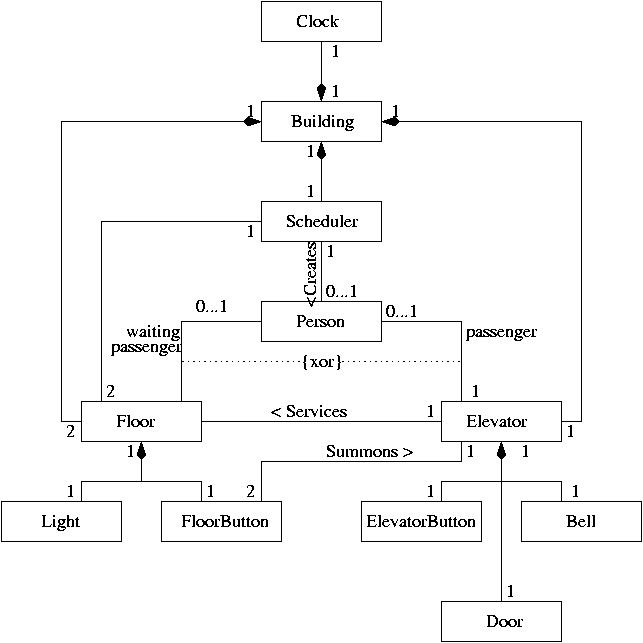 Clock
1
1
1
1
Building
1
1
Scheduler
1
1
<Creates
0...1
0...1
0...1
Person
waiting
passenger
passenger
{xor}
2
1
Floor
< Services
1
Elevator
2
1
1
Summons >
1
1
1
1
2
1
1
Light
FloorButton
ElevatorButton
Bell
1
Door